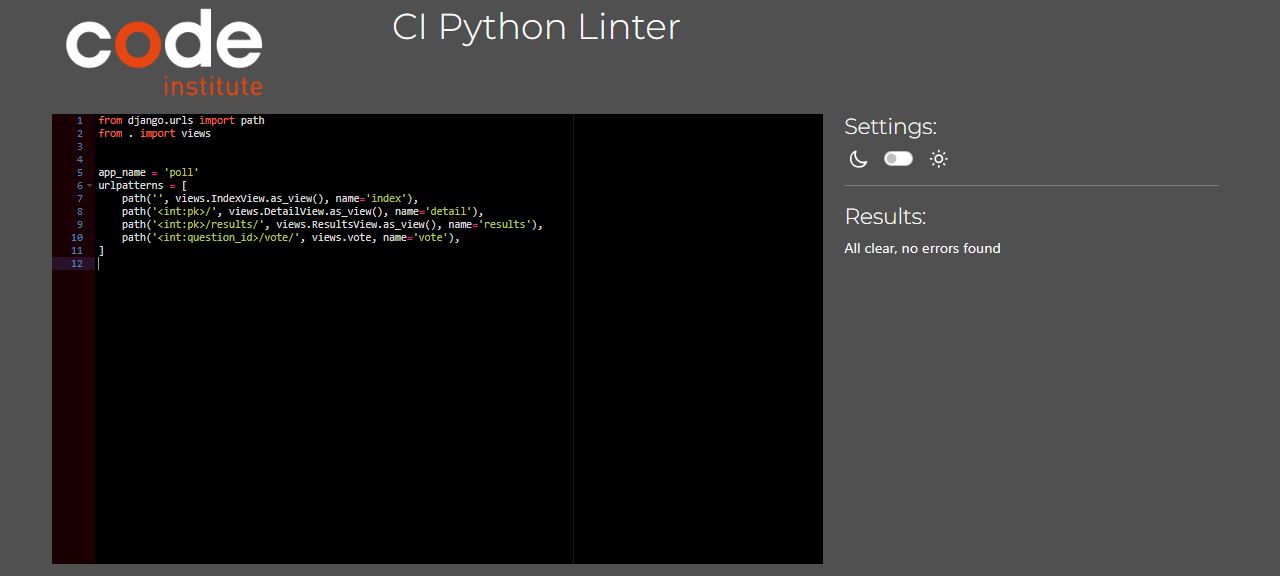 code
institute
CI Python Linter
1 from django.urls import path
2 from . import views
3
4
5 app_name = 'poll'
6 urlpatterns = [
7     path('', views.IndexView.as_view(), name='index'),
8     path('<int:pk>/', views.DetailView.as_view(), name='detail'),
9     path('<int:pk>/results/', views.ResultsView.as_view(), name='results'),
10     path('<int:question_id>/vote/', views.vote, name='vote'),
11 ]
12
Settings:
Results:
All clear, no errors found